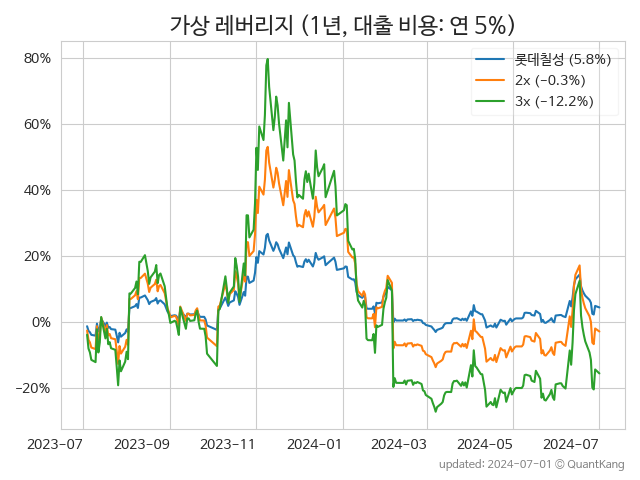 가상 레버리지 (1년, 대출 비용: 연 5%)
롯데칠성 (5.8%)
2x (−0.3%)
3x (−12.2%)
80%
60%
40%
20%
0%
−20%
2023-07 2023-09 2023-11 2024-01 2024-03 2024-05 2024-07
updated: 2024-07-01 © QuantKang